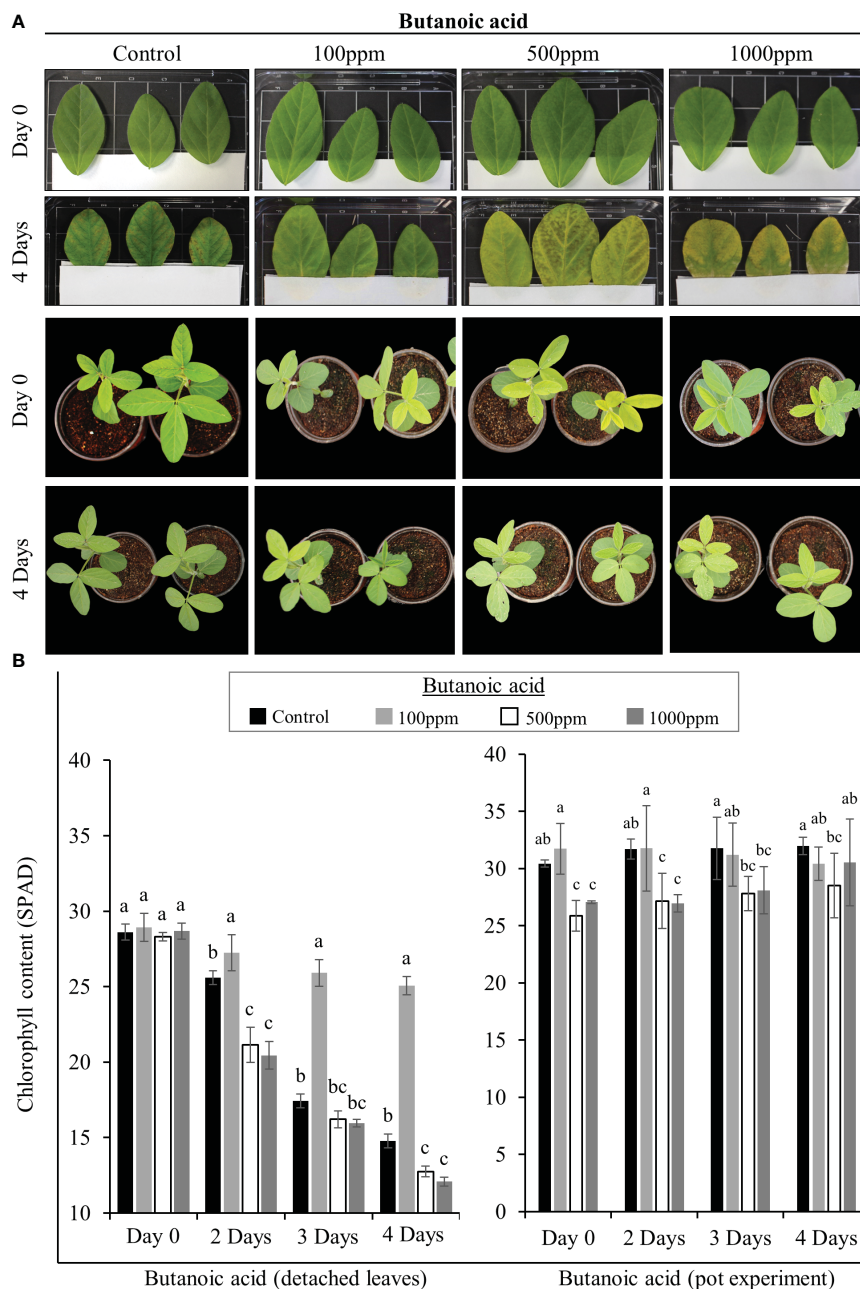 A
Butanoic acid
Control 100ppm 500ppm 1000ppm
Day 0
4 Days
Day 0
4 Days
B
Butanoic acid
Control 100ppm 500ppm 1000ppm
Chlorophyll content (SPAD)
40
35
30
25
20
15
10
a a a a
b a c c
b a bc bc
b a c c
Day 0 2 Days 3 Days 4 Days
Butanoic acid (detached leaves)
40
35
30
25
20
15
10
5
0
ab a c c
ab a c c
a ab bc bc
a ab bc ab
Day 0 2 Days 3 Days 4 Days
Butanoic acid (pot experiment)